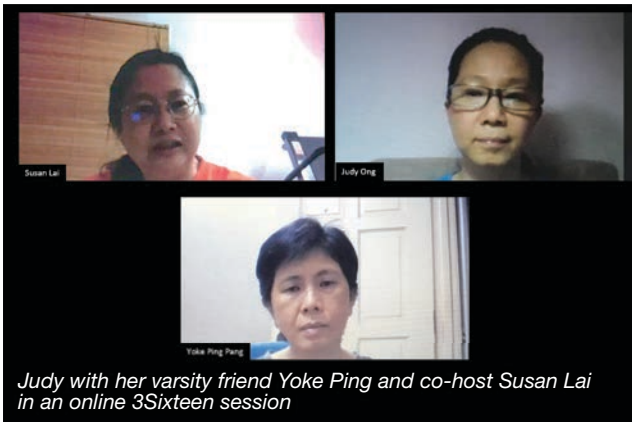 Susan Lai
Judy Ong
Yoke Ping Pang
Judy with her varsity friend Yoke Ping and co-host Susan Lai
in an online 3Sixteen session